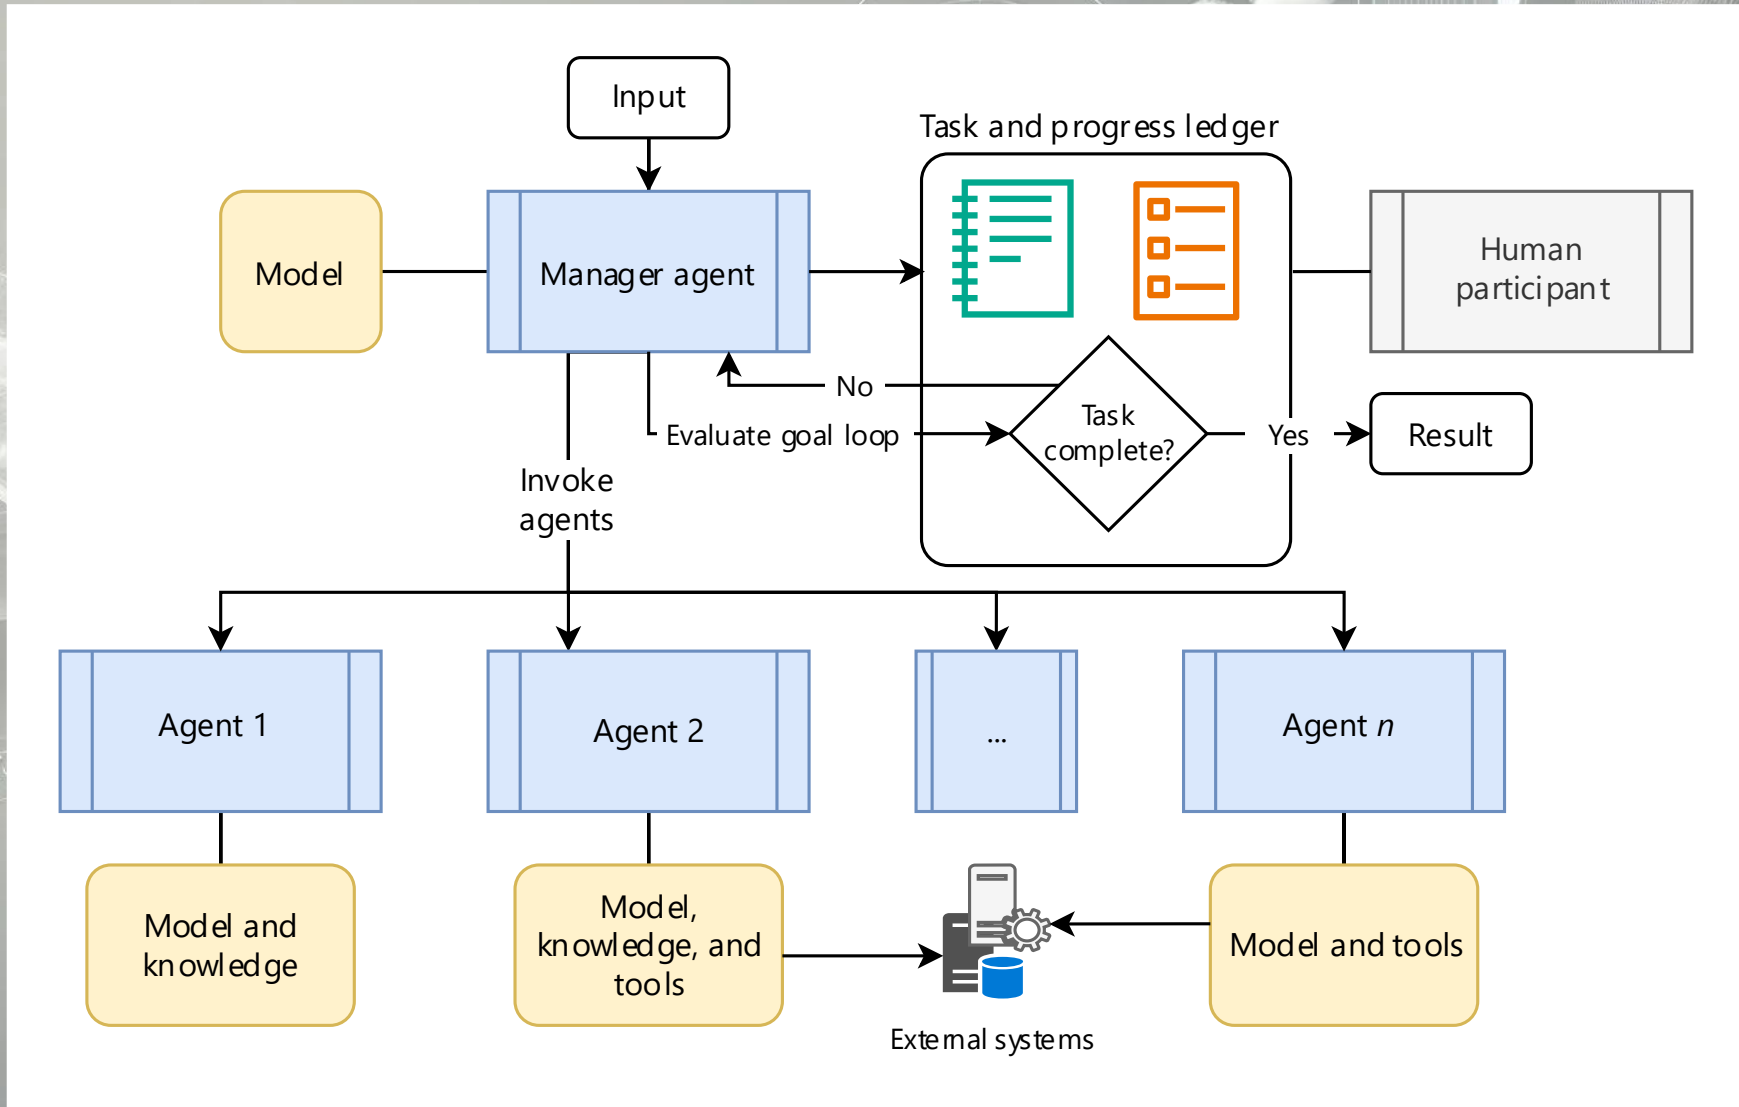 Input
Task and progress ledger
Model
Manager agent
Human
participant
No
Task
complete?
Evaluate goal loop
Yes
Result
Invoke
agents
Agent 1
Agent 2
...
Agent n
Model and
knowledge
Model,
knowledge, and
tools
Model and tools
External systems